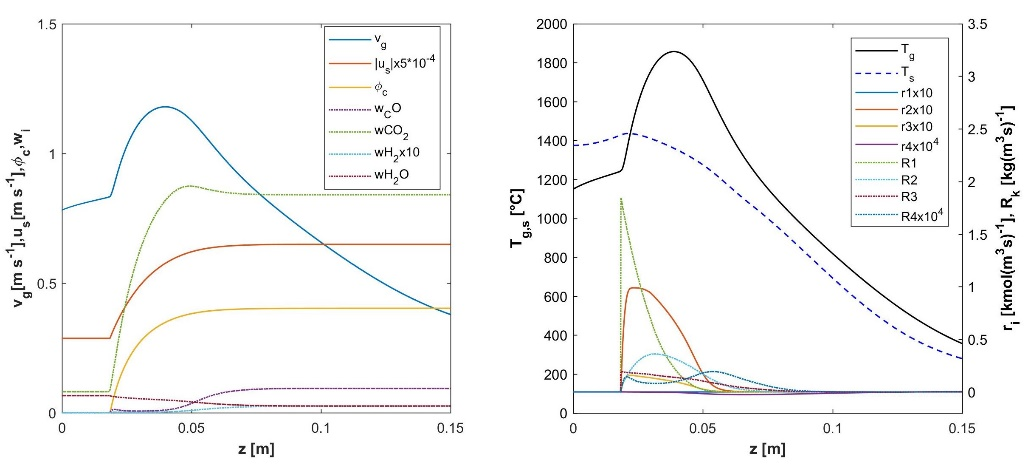 1.5
1
0.5
0
0
0.05
0.1
0.15
z [m]
v_g[m s^-1],u_s[m s^-1],ϕ_c,w_i
v_g
|u_s|x5*10^-4
ϕ_c
w_CO
wCO_2
wH_2x10
wH_2O
2000
1800
1600
1400
1200
1000
800
600
400
200
0
0
0.05
0.1
0.15
z [m]
T_g,s [°C]
3.5
3
2.5
2
1.5
1
0.5
0
r_i [kmol(m^3s)^-1], R_k [kg(m^3s)^-1]
T_g
T_s
r1x10
r2x10
r3x10
r4x10^4
R1
R2
R3
R4x10^4